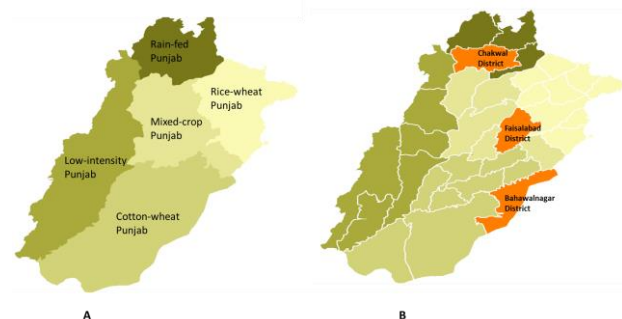 Rain-fed
Punjab
Rice-wheat
Punjab
Mixed-crop
Punjab
Low-intensity
Punjab
Cotton-wheat
Punjab
A
Chakwal
District
Faisalabad
District
Bahawalnagar
District
B